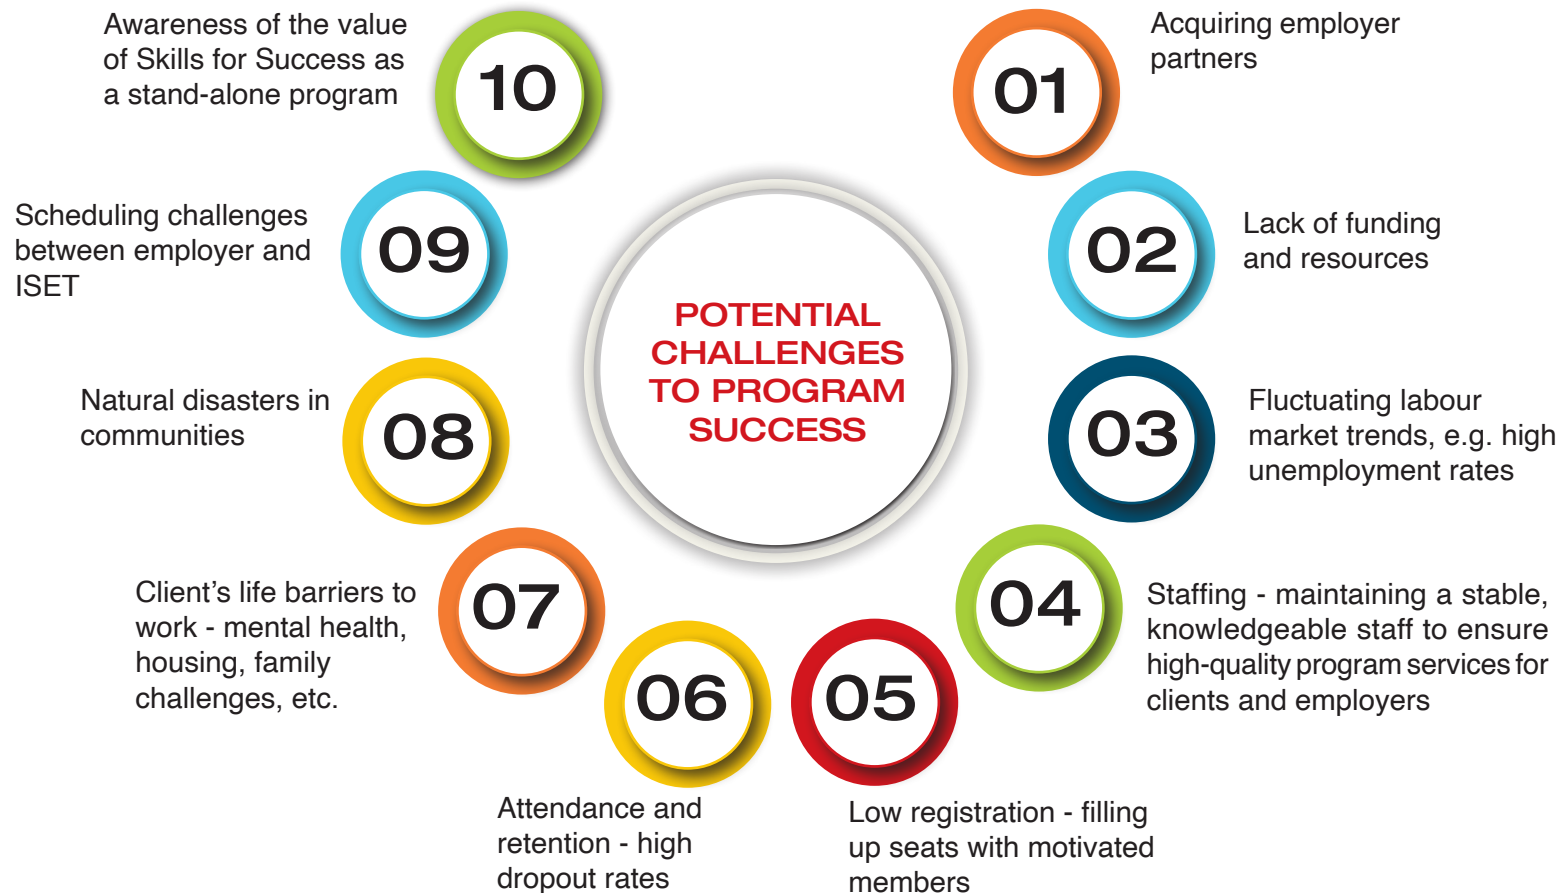 POTENTIAL
CHALLENGES
TO PROGRAM
SUCCESS
01
Acquiring employer
partners
02
Lack of funding
and resources
03
Fluctuating labour
market trends, e.g. high
unemployment rates
04
Staffing - maintaining a stable,
knowledgeable staff to ensure
high-quality program services for
clients and employers
05
Low registration - filling
up seats with motivated
members
06
Attendance and
retention - high
dropout rates
07
Client’s life barriers to
work - mental health,
housing, family
challenges, etc.
08
Natural disasters in
communities
09
Scheduling challenges
between employer and
ISET
10
Awareness of the value
of Skills for Success as
a stand-alone program